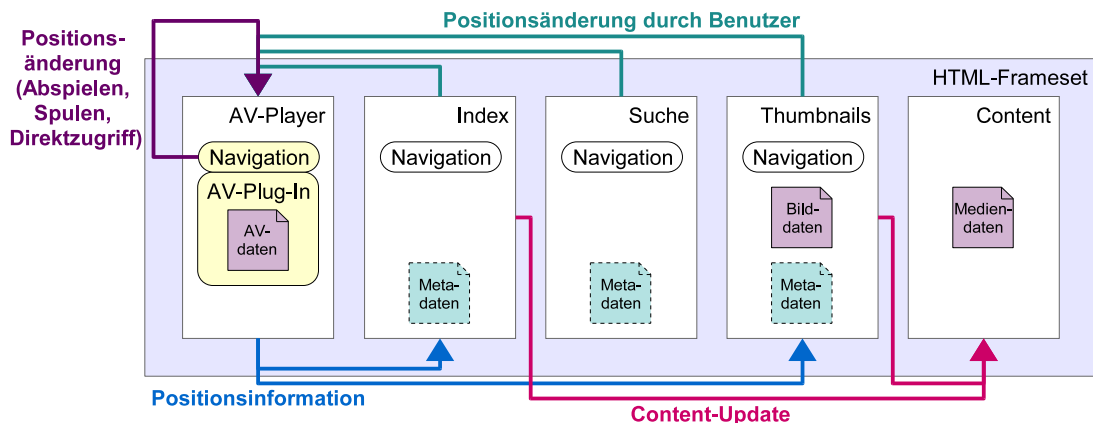 Positionsänderung durch Benutzer
Positions-
änderung
(Abspielen,
Spulen,
Direktzugriff)
HTML-Frameset
AV-Player
Navigation
AV-Plug-In
AV-
daten
Index
Navigation
Meta-
daten
Suche
Navigation
Meta-
daten
Thumbnails
Navigation
Bild-
daten
Meta-
daten
Content
Medien-
daten
Positionsinformation
Content-Update